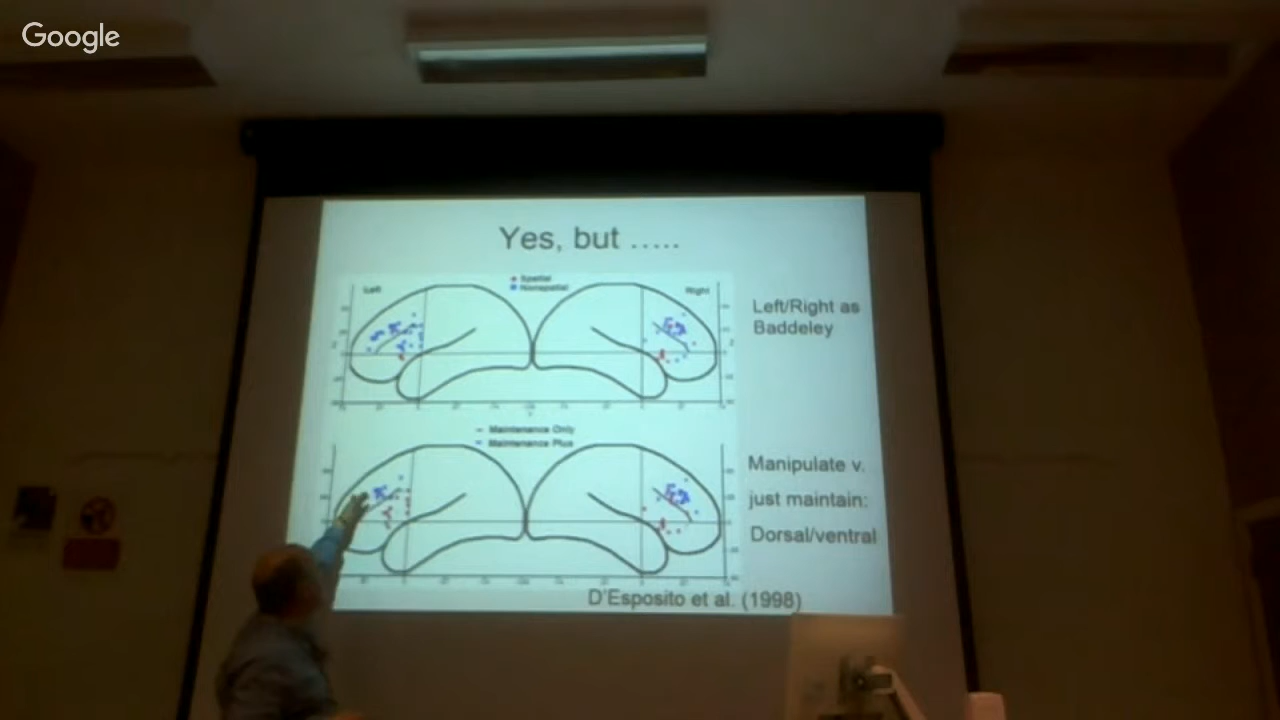 Google
Yes, but .....
Spatial
Nonspatial
Left
Right
Left/Right as
Baddeley
Maintenance Only
Maintenance Plus
Manipulate v.
just maintain:
Dorsal/ventral
D'Esposito et al. (1998)